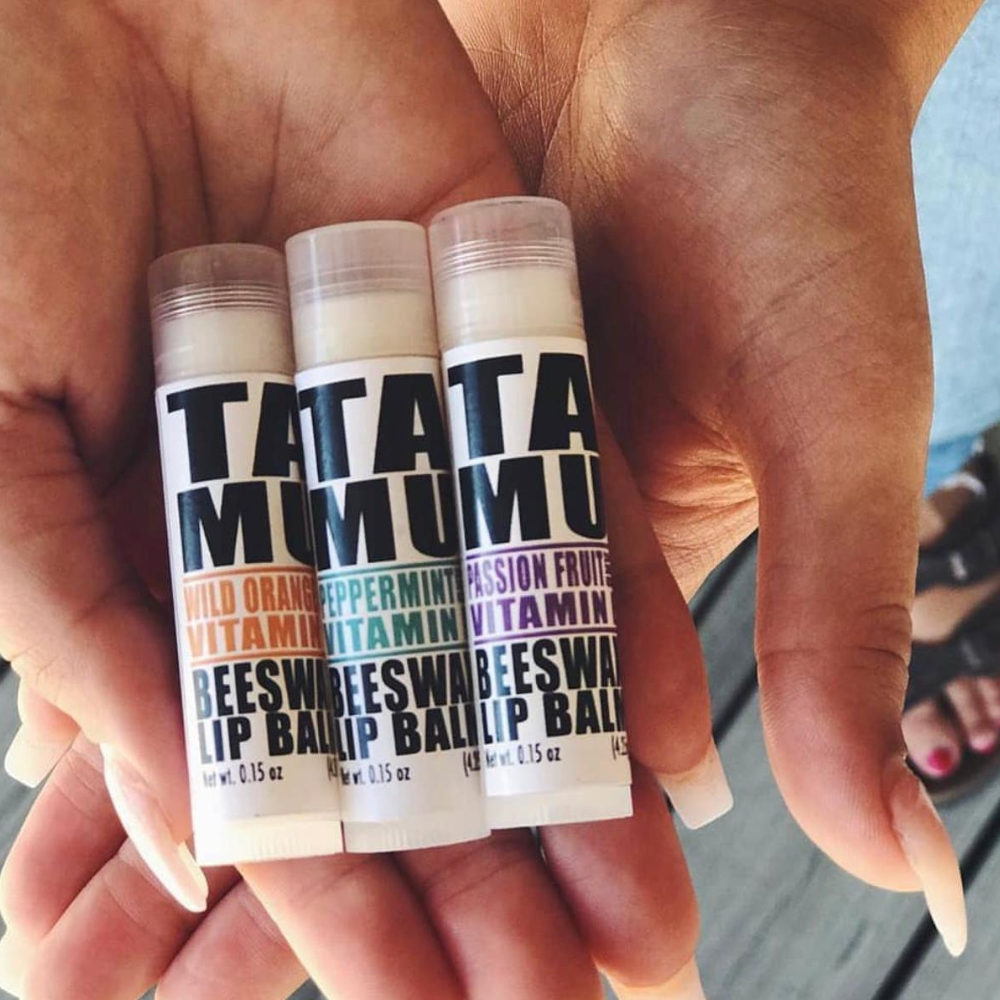 TA
MU
WILD ORANG
VITAMIN
BEESWA
LIP BAL
Net wt. 0.15 oz
TA
MU
PEPPERMINT
VITAMIN
BEESWA
LIP BAL
Net wt. 0.15 oz
TA
MU
PASSION FRUIT
VITAMIN
BEESWA
LIP BALM
Net wt. 0.15 oz